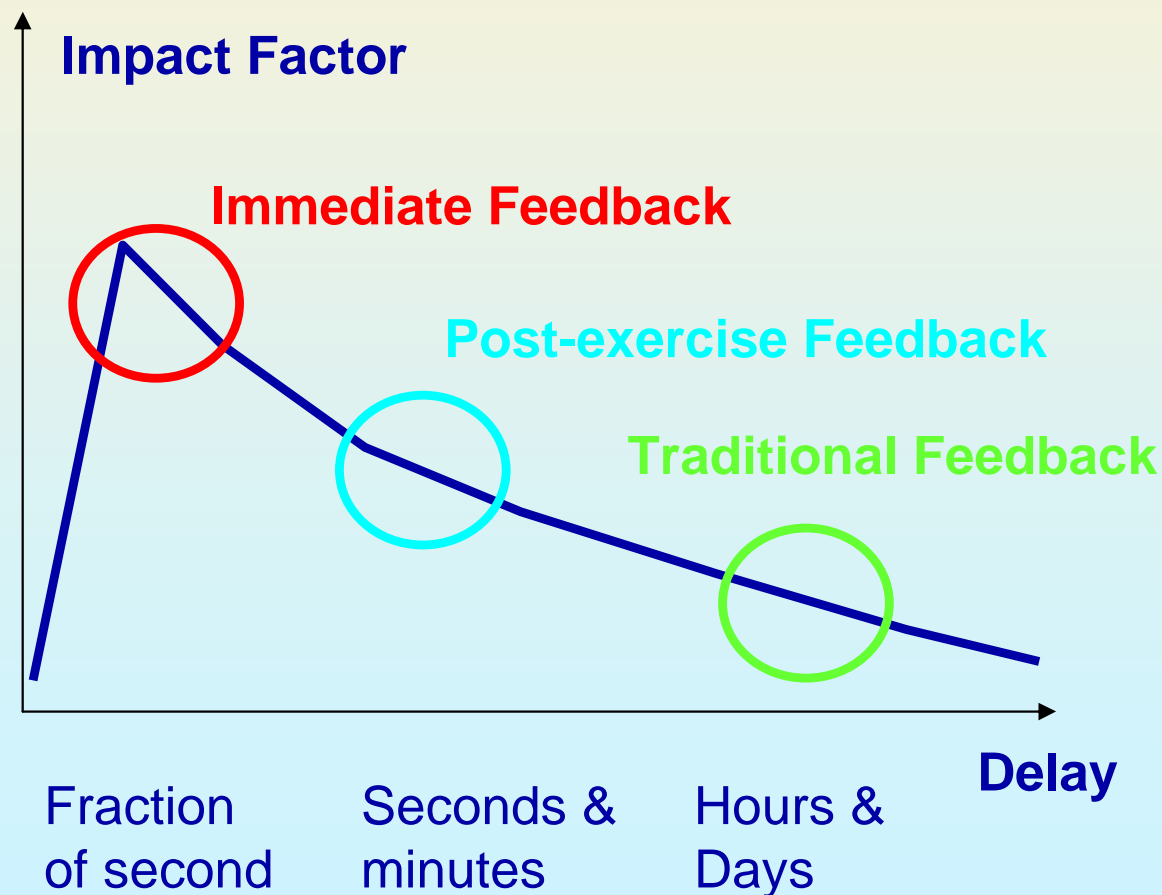 Impact Factor
Immediate Feedback
Post-exercise Feedback
Traditional Feedback
Delay
Fraction
of second
Seconds &
minutes
Hours &
Days